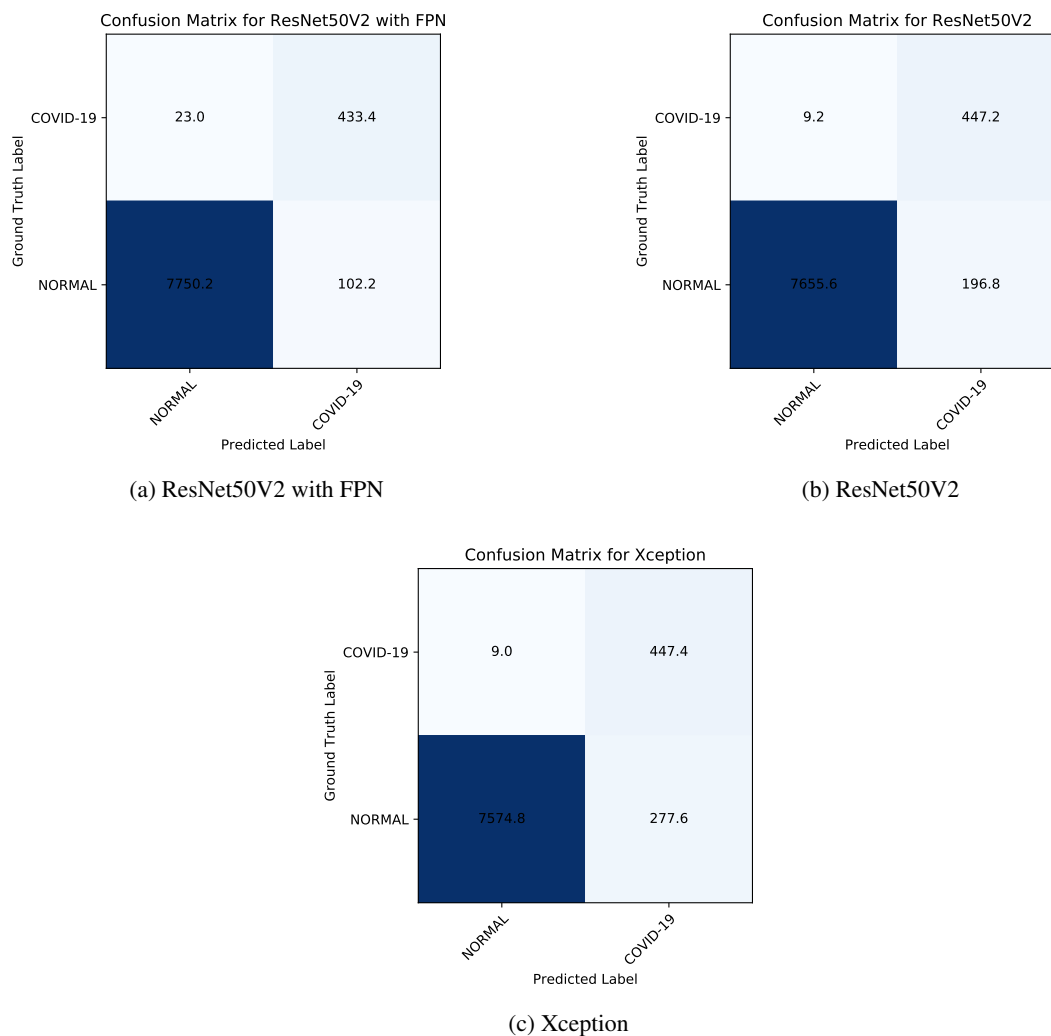 Confusion Matrix for ResNet50V2 with FPN
COVID-19
23.0
433.4
Ground Truth Label
NORMAL
7750.2
102.2
NORMAL
COVID-19
Predicted Label
(a) ResNet50V2 with FPN
Confusion Matrix for ResNet50V2
COVID-19
9.2
447.2
Ground Truth Label
NORMAL
7655.6
196.8
NORMAL
COVID-19
Predicted Label
(b) ResNet50V2
Confusion Matrix for Xception
COVID-19
9.0
447.4
Ground Truth Label
NORMAL
7574.8
277.6
NORMAL
COVID-19
Predicted Label
(c) Xception